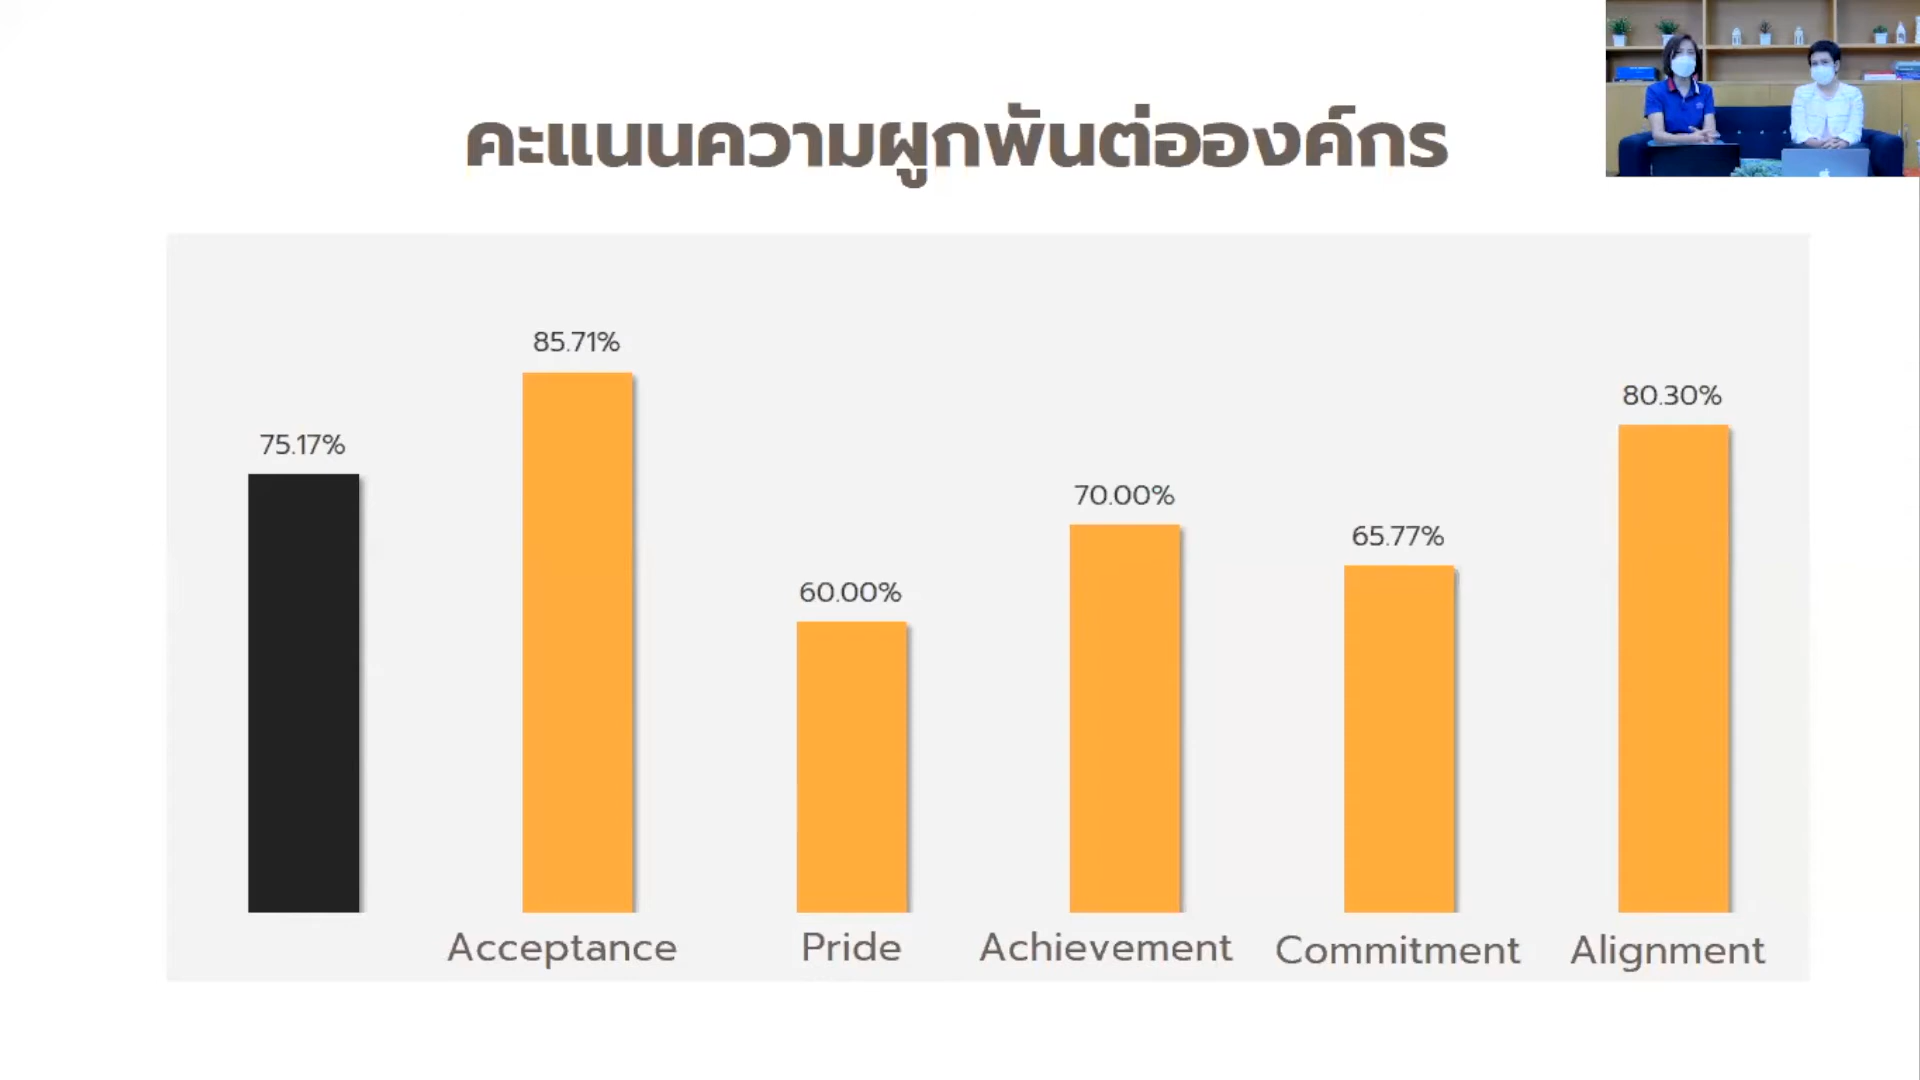 คะแนนความผูกพันต่อองค์กร
85.71%
80.30%
75.17%
70.00%
65.77%
60.00%
Acceptance
Pride
Achievement
Commitment
Alignment